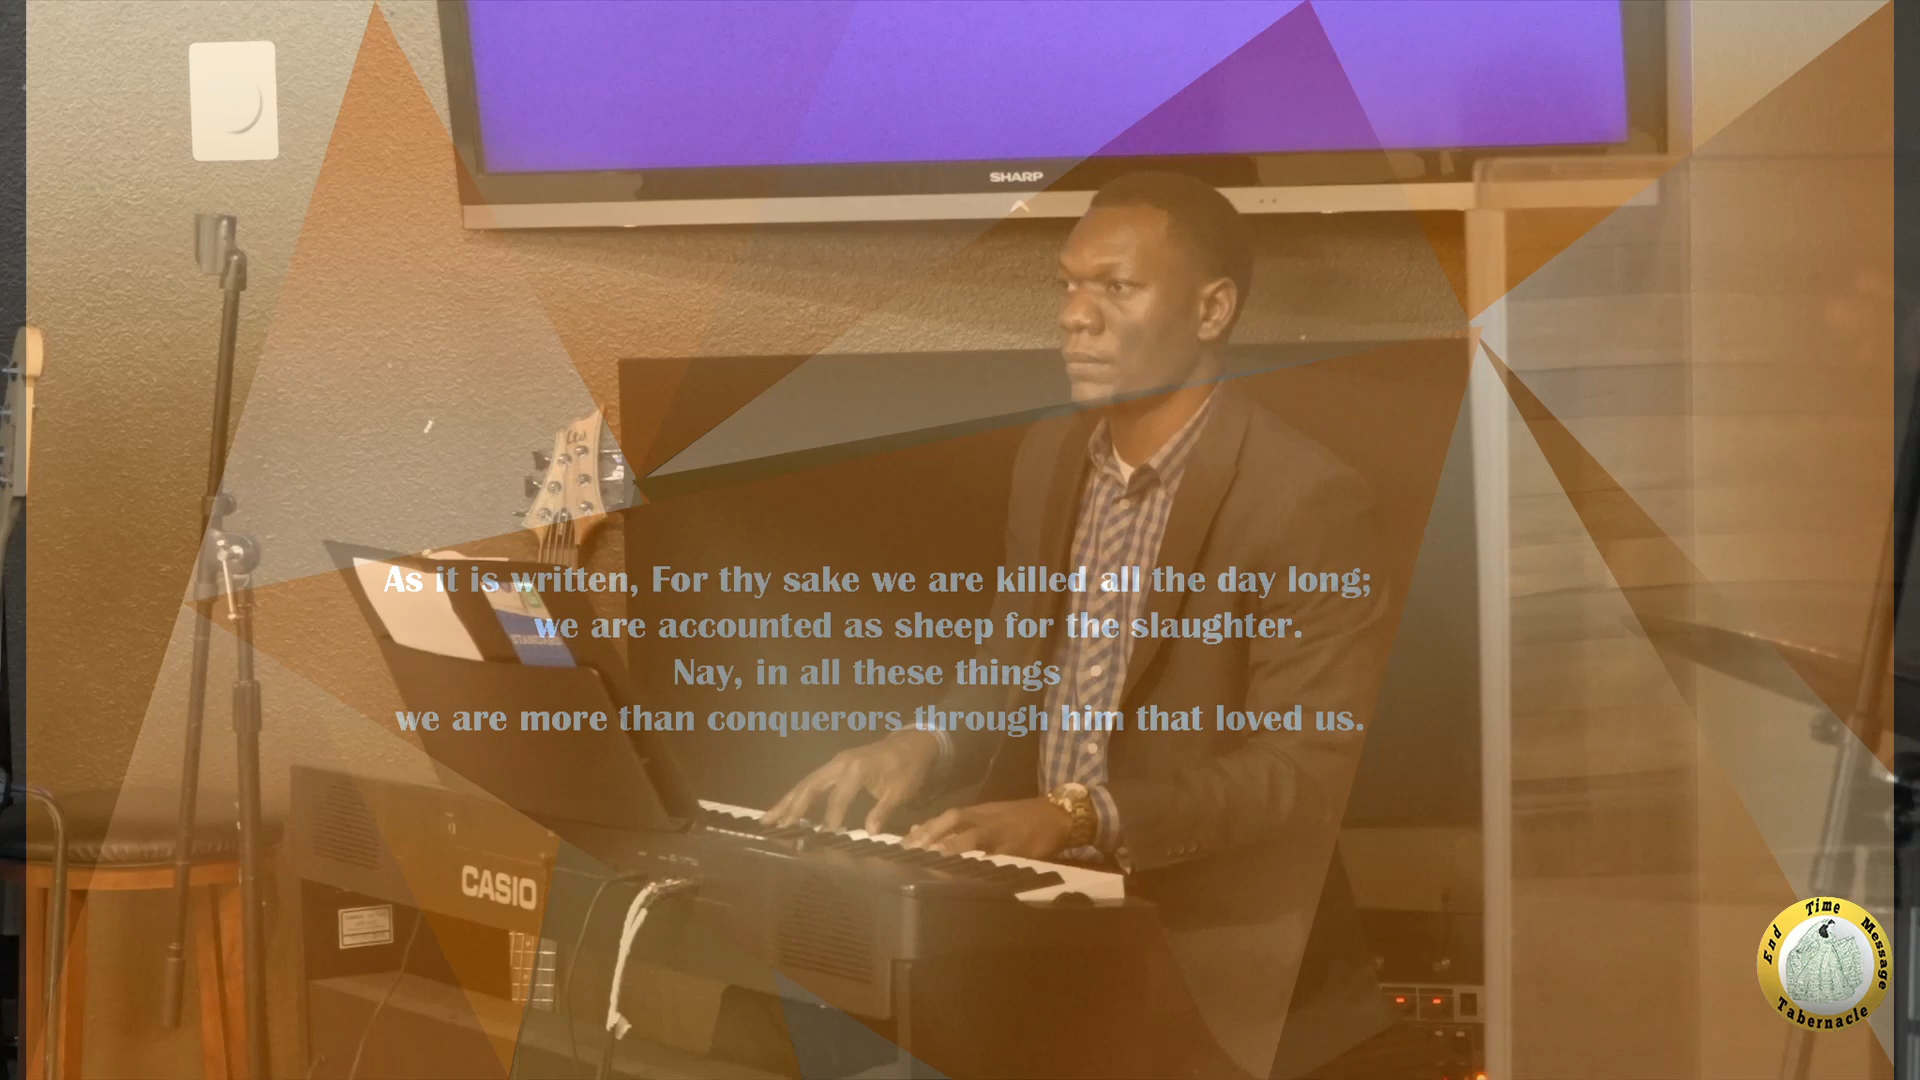 SHARP
Ltd
As it is written, For thy sake we are killed all the day long;
we are accounted as sheep for the slaughter.
Nay, in all these things
we are more than conquerors through him that loved us.
CASIO
End Time Message
Tabernacle